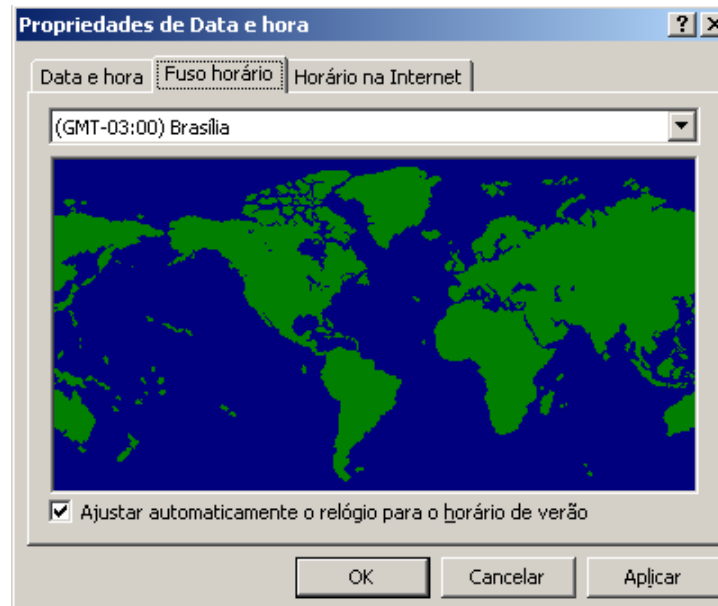 Propriedades de Data e hora
Data e hora Fuso horário Horário na Internet
(GMT-03:00) Brasília
Ajustar automaticamente o relógio para o horário de verão
OK Cancelar Aplicar